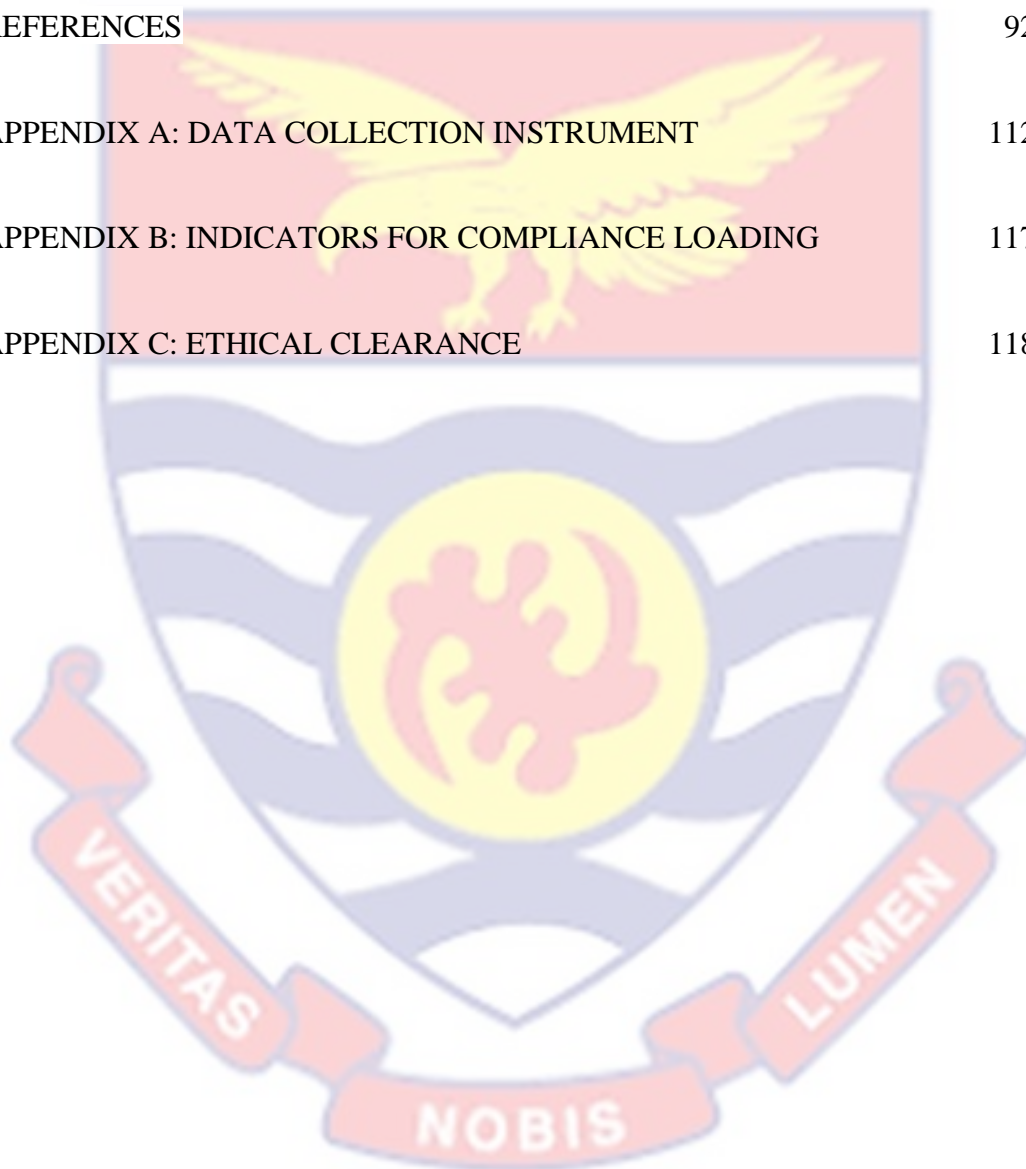 REFERENCES 92
APPENDIX A: DATA COLLECTION INSTRUMENT 112
APPENDIX B: INDICATORS FOR COMPLIANCE LOADING 117
APPENDIX C: ETHICAL CLEARANCE 118
VERITAS
NOBIS
LUMEN